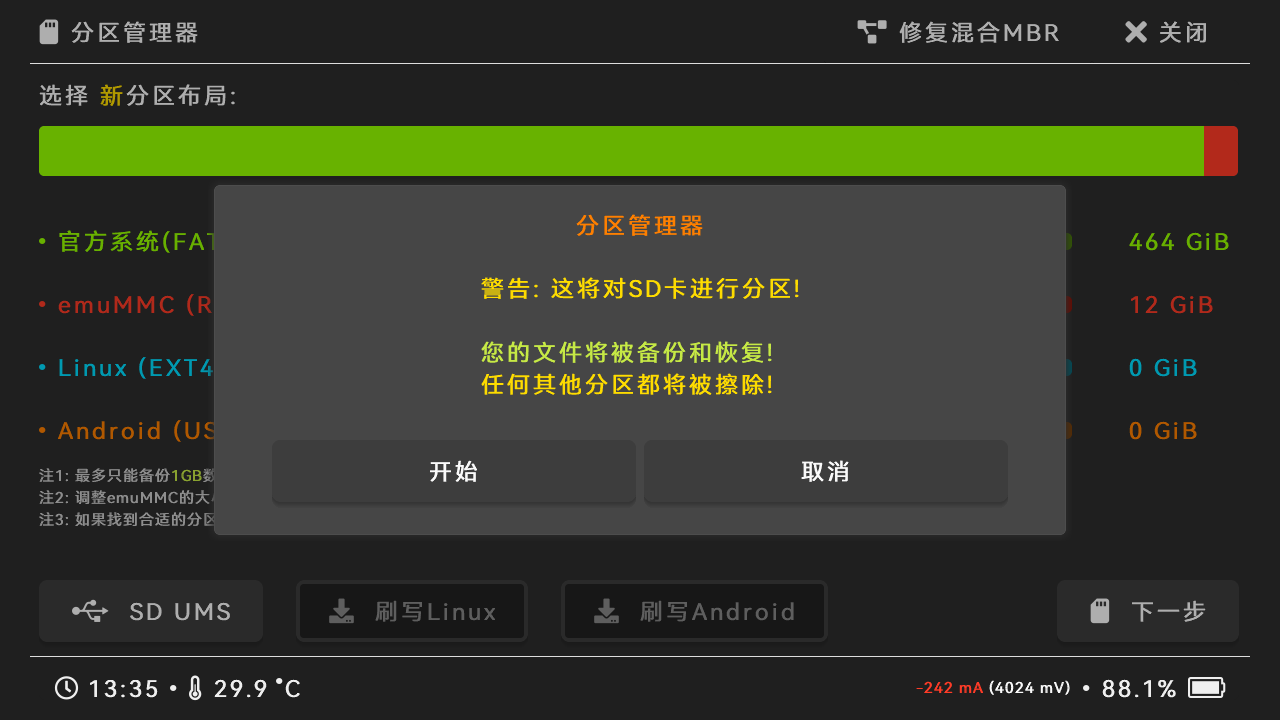 分区管理器
修复混合MBR
关闭
选择 新分区布局:
分区管理器
警告: 这将对SD卡进行分区!
您的文件将被备份和恢复!
任何其他分区都将被擦除!
开始
取消
• 官方系统(FAT
464 GiB
• emuMMC (R
12 GiB
• Linux (EXT4
0 GiB
• Android (US
0 GiB
注1: 最多只能备份1GB数
注2: 调整emuMMC的大
注3: 如果找到合适的分区
SD UMS
刷写Linux
刷写Android
下一步
13:35 • 29.9 °C
-242 mA (4024 mV) • 88.1%